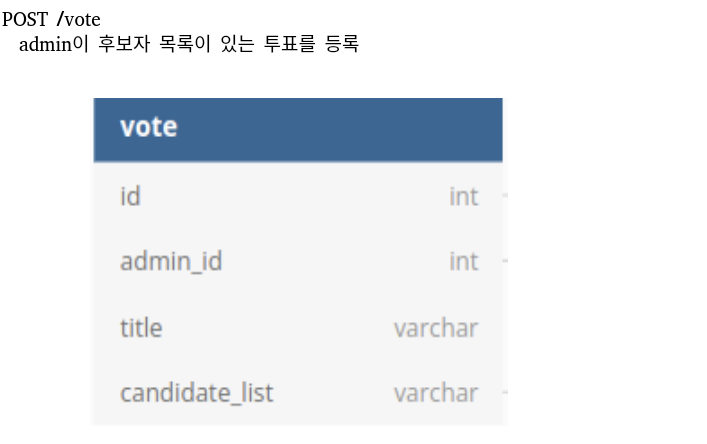 POST /vote
admin이 후보자 목록이 있는 투표를 등록
vote
id int
admin_id int
title varchar
candidate_list varchar